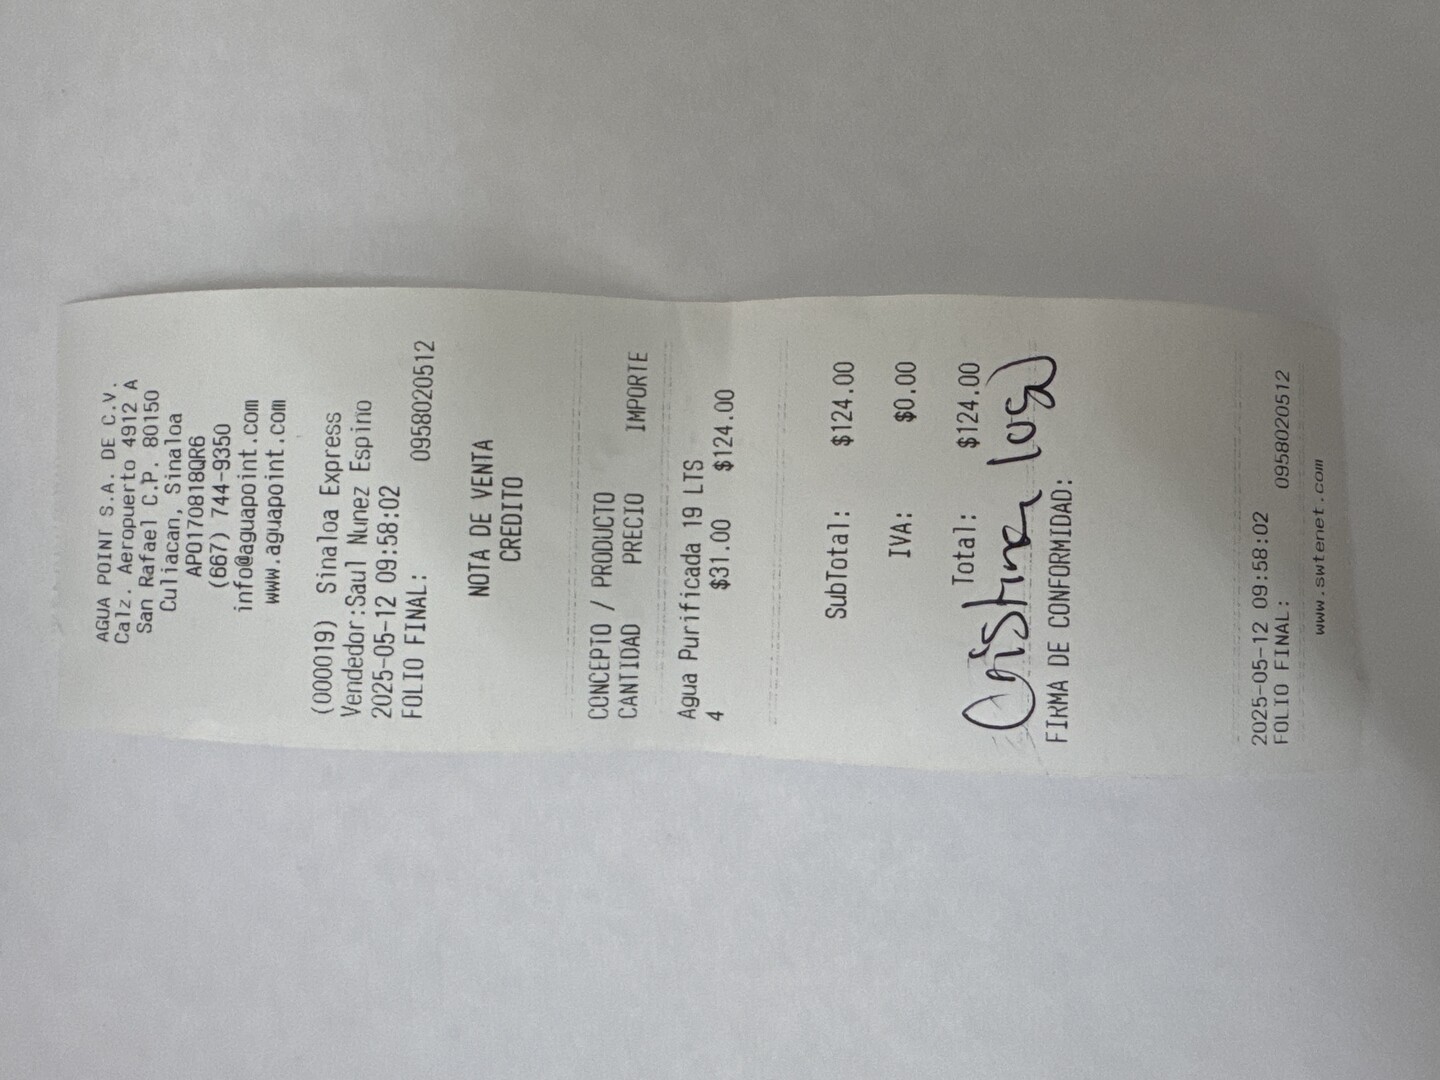 AGUA POINT S.A. DE C.V.
Calz. Aeropuerto 4912 A
San Rafael C.P. 80150
Culiacan, Sinaloa
APO170818QR6
(667) 744-9350
info@aguapoint.com
www.aguapoint.com
(000019) Sinaloa Express
Vendedor:Saul Nunez Espino
2025-05-12 09:58:02
FOLIO FINAL: 0958020512
NOTA DE VENTA
CREDITO
CONCEPTO / PRODUCTO
CANTIDAD PRECIO IMPORTE
Agua Purificada 19 LTS
4 $31.00 $124.00
SubTotal: $124.00
IVA: $0.00
Total: $124.00
Cristina
FIRMA DE CONFORMIDAD:
2025-05-12 09:58:02
FOLIO FINAL: 0958020512
www.swtenet.com